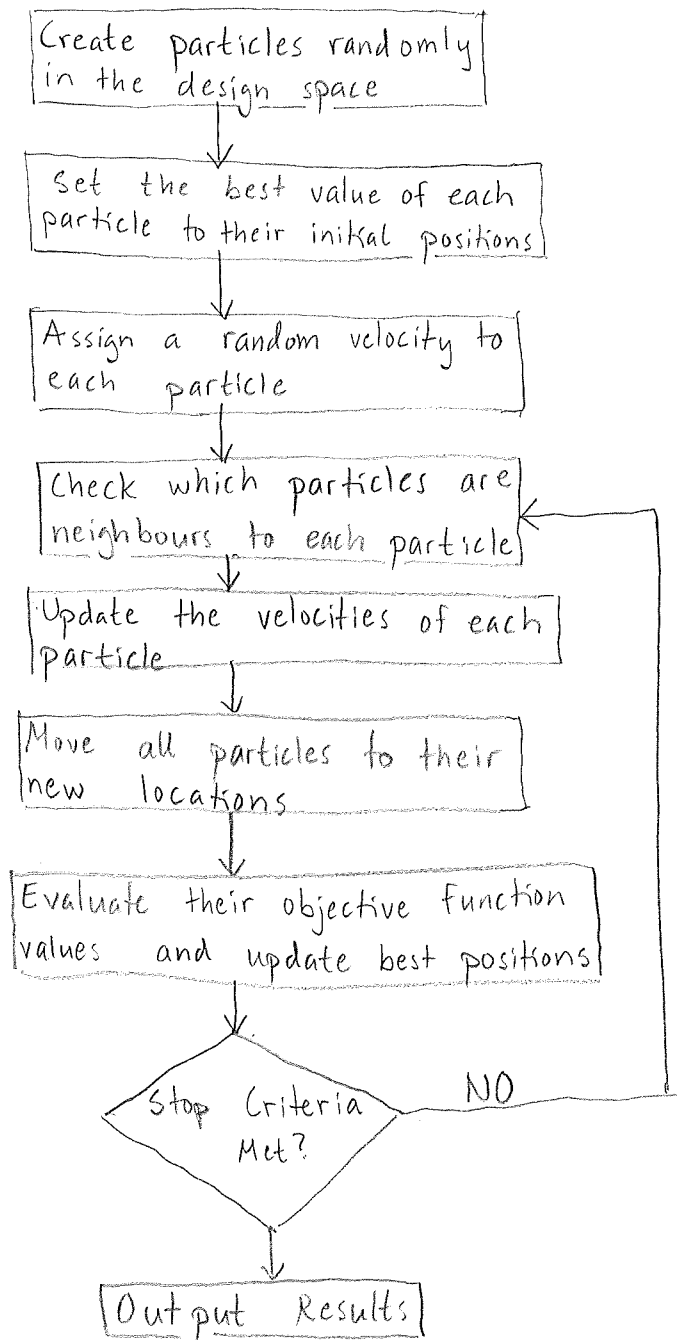 Create particles randomly
in the design space
Set the best value of each
particle to their initial positions
Assign a random velocity to
each particle
Check which particles are
neighbours to each particle
Update the velocities of each
particle
Move all particles to their
new locations
Evaluate their objective function
values and update best positions
Stop Criteria
Met?
NO
Output Results